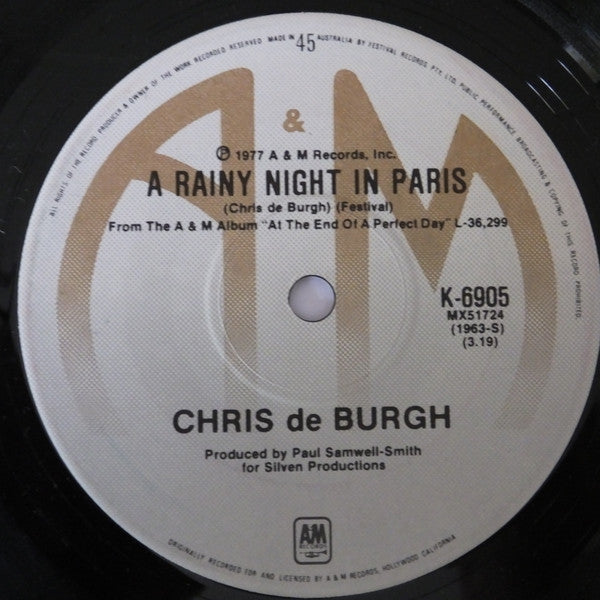 ALL RIGHTS OF THE RECORD PRODUCER & OWNER OF THE WORK RECORDED RESERVED MADE IN 45 AUSTRALIA BY FESTIVAL RECORDS PTY. LTD. PUBLIC PERFORMANCE BROADCASTING & COPYING OF THIS RECORD PROHIBITED.
A & M
Ⓟ 1977 A & M Records, Inc.
A RAINY NIGHT IN PARIS
(Chris de Burgh) (Festival)
From The A & M Album "At The End Of A Perfect Day" L-36,299
K-6905
MX51724
(1963-S)
(3.19)
CHRIS de BURGH
Produced by Paul Samwell-Smith
for Silven Productions
A&M
RECORDS
ORIGINALLY RECORDED FOR AND LICENSED BY A & M RECORDS, HOLLYWOOD CALIFORNIA